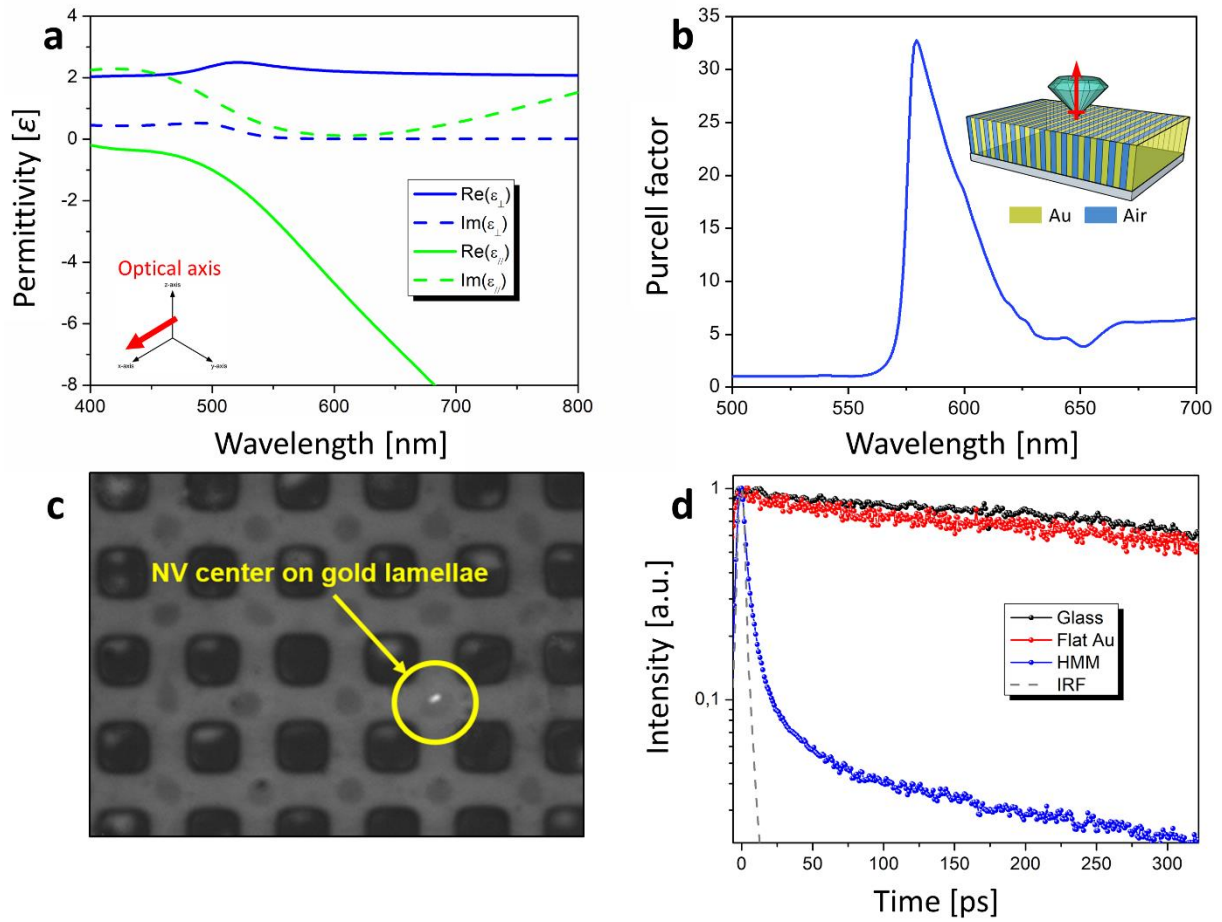 a
4
2
0
-2
-4
-6
-8
Permittivity [ε]
Re(ε⊥)
Im(ε⊥)
Re(ε//)
Im(ε//)
Optical axis
z-axis
x-axis
y-axis
400 500 600 700 800
Wavelength [nm]
b
35
30
25
20
15
10
5
0
Purcell factor
Au Air
500 550 600 650 700
Wavelength [nm]
c
NV center on gold lamellae
d
1
0,1
Intensity [a.u.]
Glass
Flat Au
HMM
IRF
0 50 100 150 200 250 300
Time [ps]